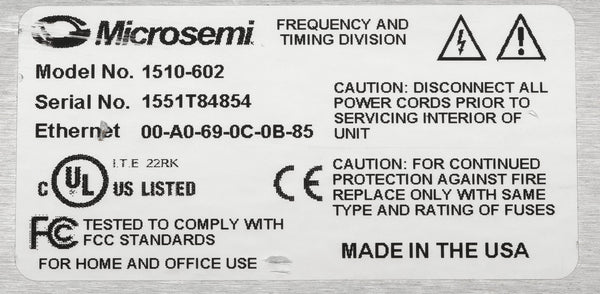 Microsemi
FREQUENCY AND
TIMING DIVISION
Model No. 1510-602
Serial No. 1551T84854
Ethernet 00-A0-69-0C-0B-85
CAUTION: DISCONNECT ALL
POWER CORDS PRIOR TO
SERVICING INTERIOR OF
UNIT
I.T.E 22RK
C UL US LISTED
CE
CAUTION: FOR CONTINUED
PROTECTION AGAINST FIRE
REPLACE ONLY WITH SAME
TYPE AND RATING OF FUSES
FC TESTED TO COMPLY WITH
FCC STANDARDS
FOR HOME AND OFFICE USE
MADE IN THE USA